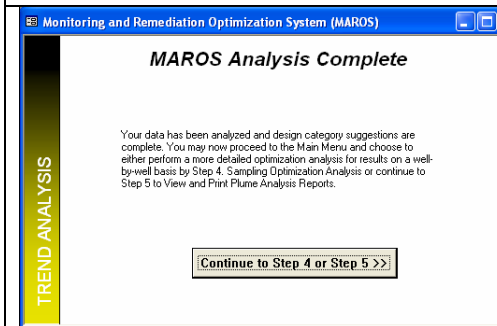 Monitoring and Remediation Optimization System (MAROS)
MAROS Analysis Complete
Your data has been analyzed and design category suggestions are
complete. You may now proceed to the Main Menu and choose to
either perform a more detailed optimization analysis for results on a well-
by-well basis by Step 4. Sampling Optimization Analysis or continue to
Step 5 to View and Print Plume Analysis Reports.
TREND ANALYSIS
Continue to Step 4 or Step 5 >>